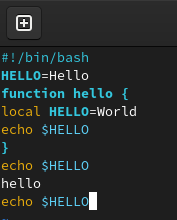 #!/bin/bash
HELLO=Hello
function hello {
local HELLO=World
echo $HELLO
}
echo $HELLO
hello
echo $HELLO